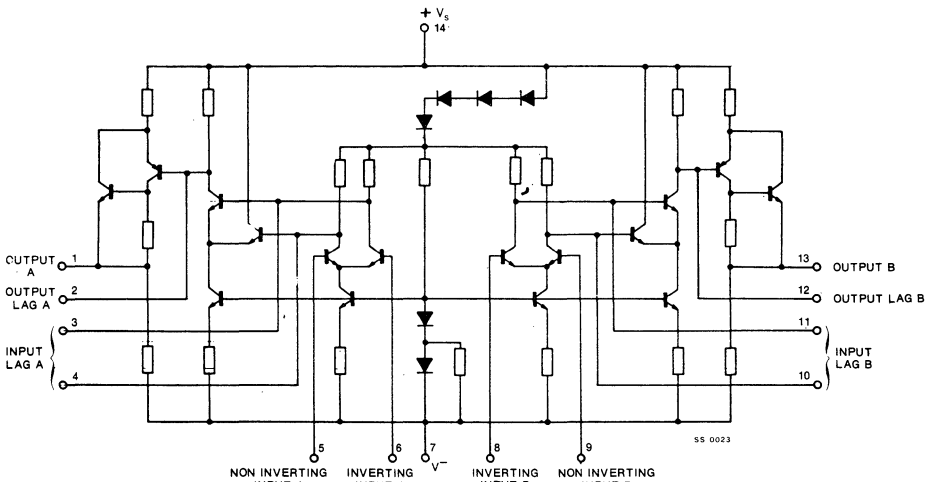 + Vs
14
OUTPUT
A
1
OUTPUT
LAG A
2
INPUT
LAG A
3
4
13
OUTPUT B
12
OUTPUT LAG B
11
INPUT
LAG B
10
SS 0023
5
6
7
V−
8
9
NON INVERTING
INVERTING
INVERTING
NON INVERTING